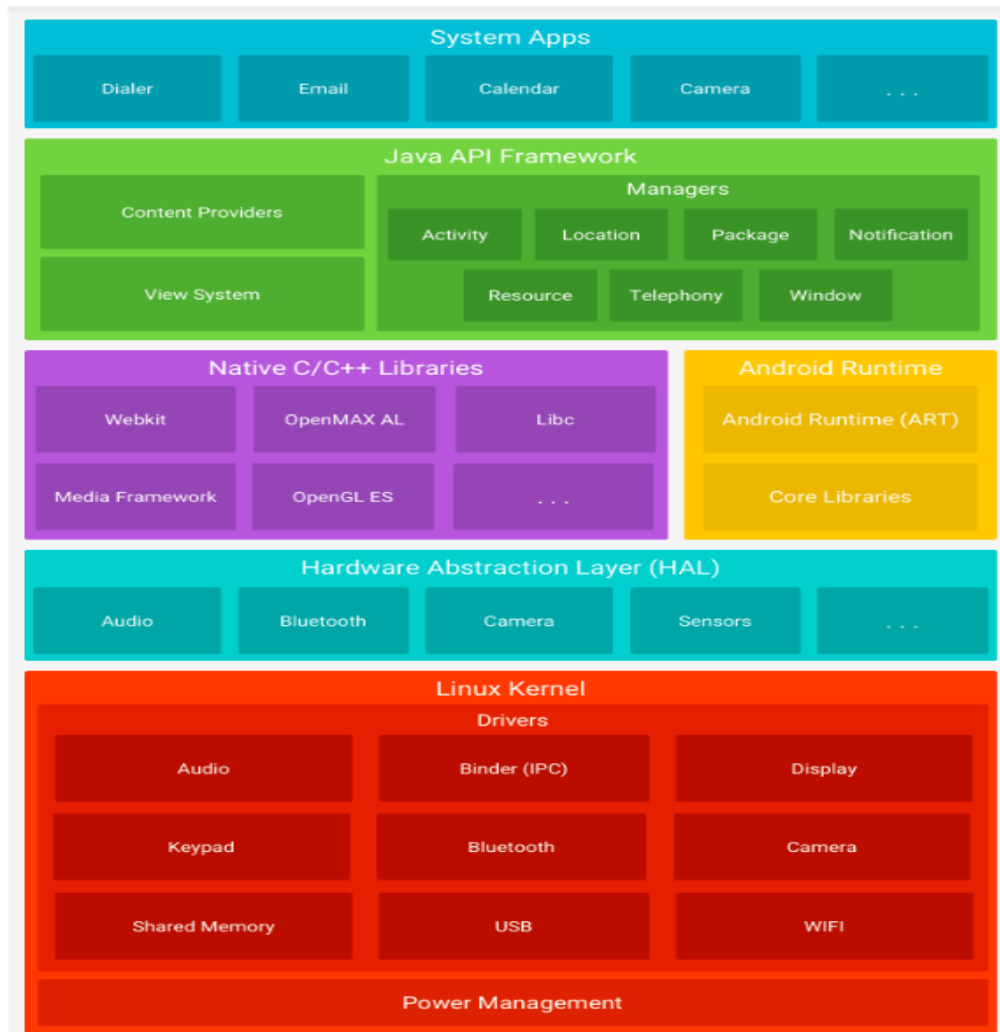 System Apps
Dialer
Email
Calendar
Camera
. . .
Java API Framework
Content Providers
View System
Managers
Activity
Location
Package
Notification
Resource
Telephony
Window
Native C/C++ Libraries
Webkit
OpenMAX AL
Libc
Media Framework
OpenGL ES
. . .
Android Runtime
Android Runtime (ART)
Core Libraries
Hardware Abstraction Layer (HAL)
Audio
Bluetooth
Camera
Sensors
. . .
Linux Kernel
Drivers
Audio
Binder (IPC)
Display
Keypad
Bluetooth
Camera
Shared Memory
USB
WIFI
Power Management